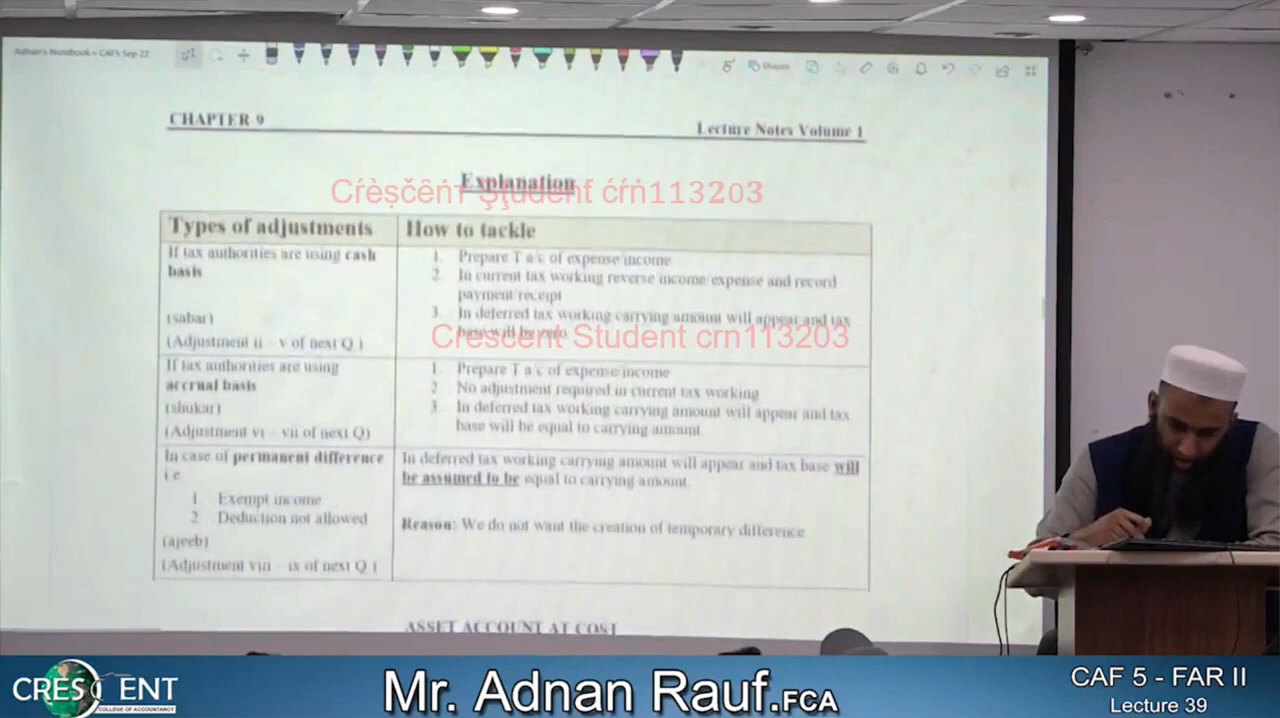 Adnan's Notebook > CAF5 Sep 22
Shapes
CHAPTER-9
Lecture Notes Volume 1
Explanation
Crèsčêńт Şţudenf ćŕṅ113203
Types of adjustments
How to tackle
If tax authorities are using cash
basis
(sabar)
(Adjustment ii – v of next Q.)
1. Prepare T a/c of expense/income
2. In current tax working reverse income/expense and record
payment/receipt
3. In deferred tax working carrying amount will appear and tax
base will be zero
Crescent Student crn113203
If tax authorities are using
accrual basis
(shukar)
(Adjustment vi – vii of next Q)
1. Prepare T a/c of expense/income
2. No adjustment required in current tax working
3. In deferred tax working carrying amount will appear and tax
base will be equal to carrying amount.
In case of permanent difference
i.e
1. Exempt income
2. Deduction not allowed
(ajeeb)
(Adjustment viii – ix of next Q.)
In deferred tax working carrying amount will appear and tax base will
be assumed to be equal to carrying amount.
Reason: We do not want the creation of temporary difference
ASSET ACCOUNT AT COST
CRESCENT
COLLEGE OF ACCOUNTANCY
Mr. Adnan Rauf.FCA
CAF 5 - FAR II
Lecture 39